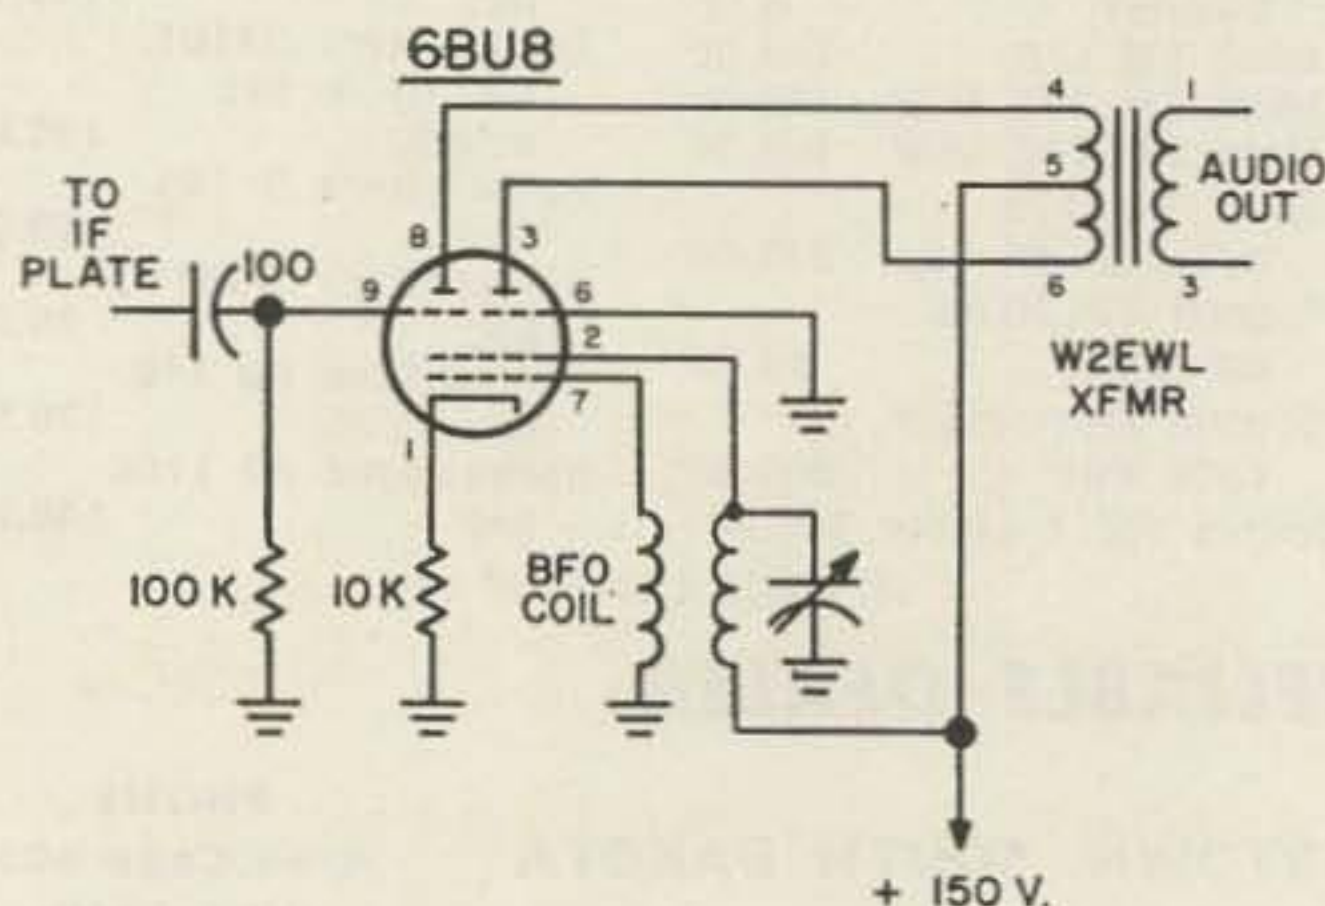 6BU8
TO
IF
PLATE
100
9
8
3
6
2
7
1
100 K
10 K
BFO
COIL
4
5
6
1
3
AUDIO
OUT
W2EWL
XFMR
+ 150 V.